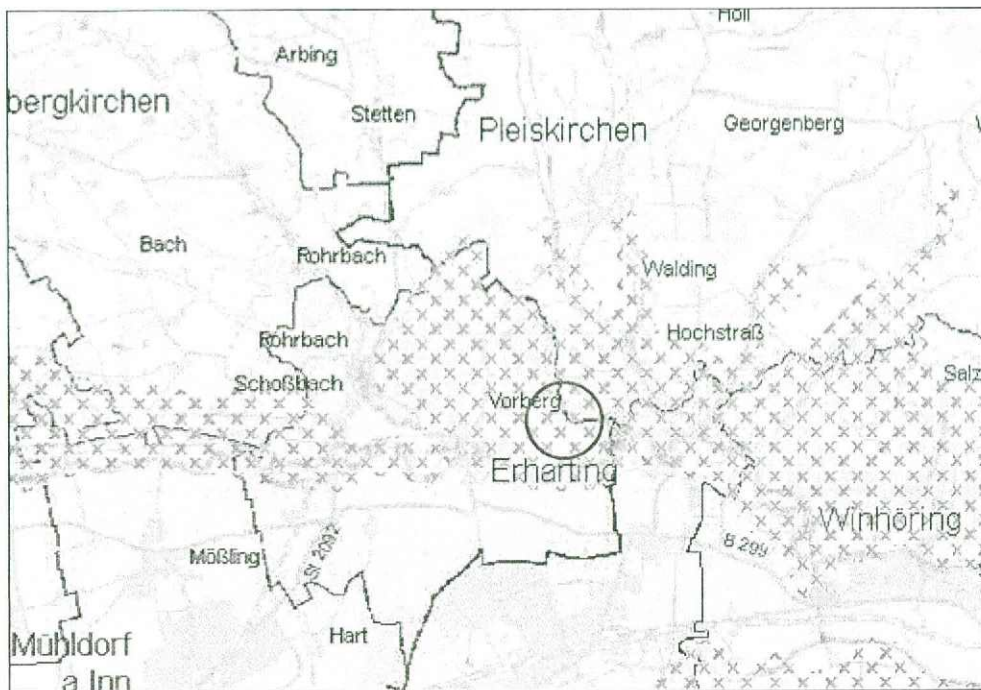 Holl
Arbing
bergkirchen
Stetten
Pleiskirchen
Georgenberg
Bach
Rohrbach
Walding
Rohrbach
Hochstraß
Schoßbach
Salz
Vorberg
Erharting
Winhöring
B 299
Mößling
St 2092
Hart
Mühldorf
a Inn